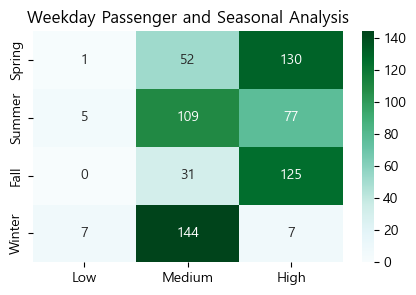 Weekday Passenger and Seasonal Analysis
Spring 1 52 130
Summer 5 109 77
Fall 0 31 125
Winter 7 144 7
Low Medium High
140
120
100
80
60
40
20
0